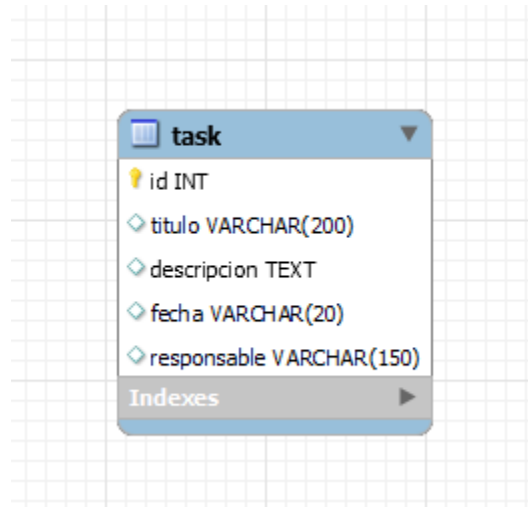 task
id INT
titulo VARCHAR(200)
descripcion TEXT
fecha VARCHAR(20)
responsable VARCHAR(150)
Indexes